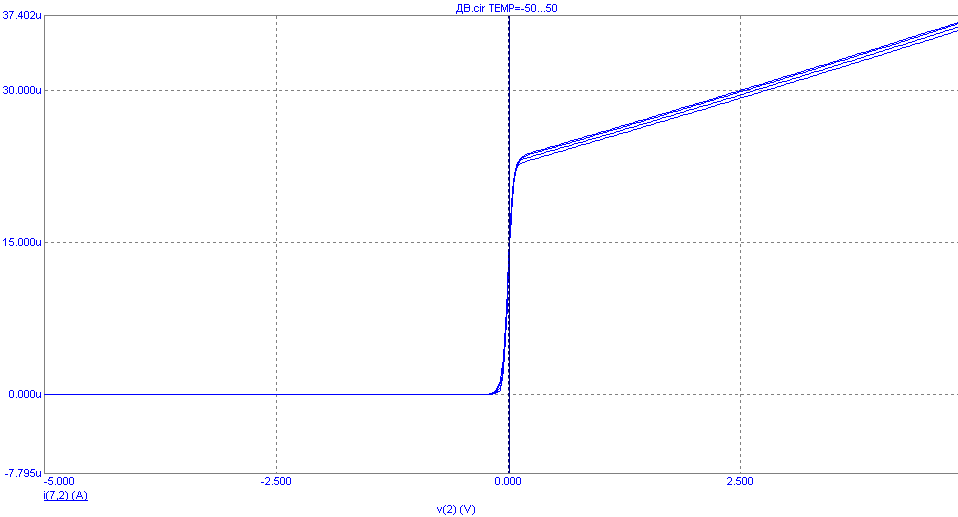 ДВ.cir TEMP=-50...50
37.402u
30.000u
15.000u
0.000u
-7.795u
-5.000 -2.500 0.000 2.500
i(7,2) (A)
v(2) (V)